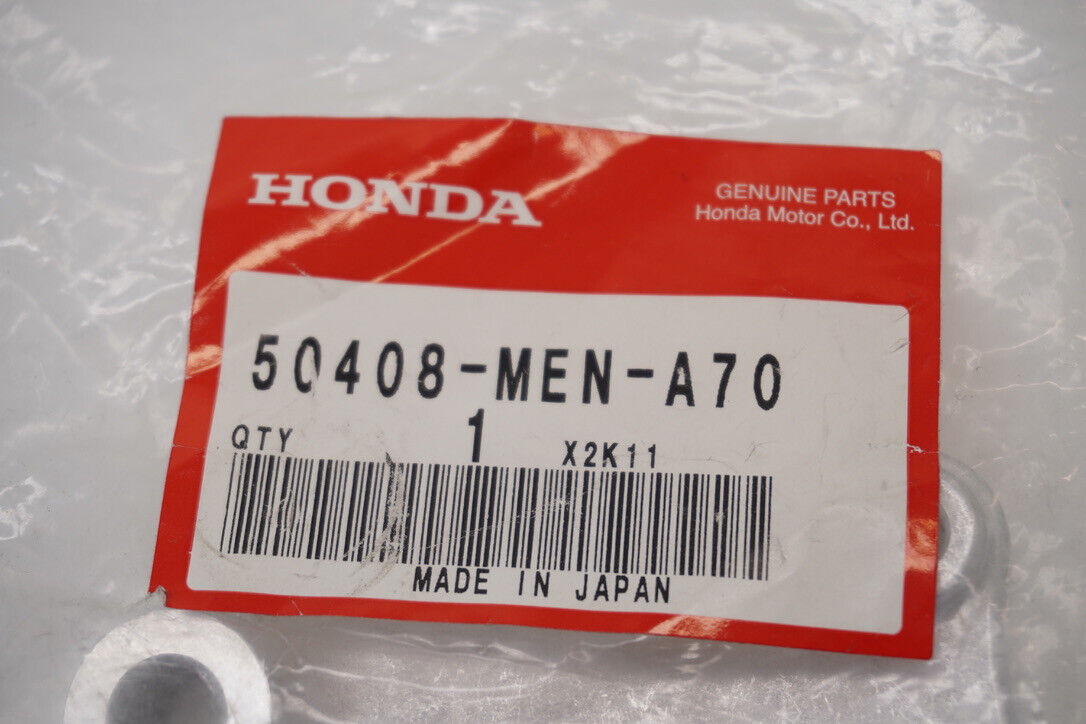 HONDA
GENUINE PARTS
Honda Motor Co., Ltd.
50408-MEN-A70
QTY 1 X2K11
MADE IN JAPAN